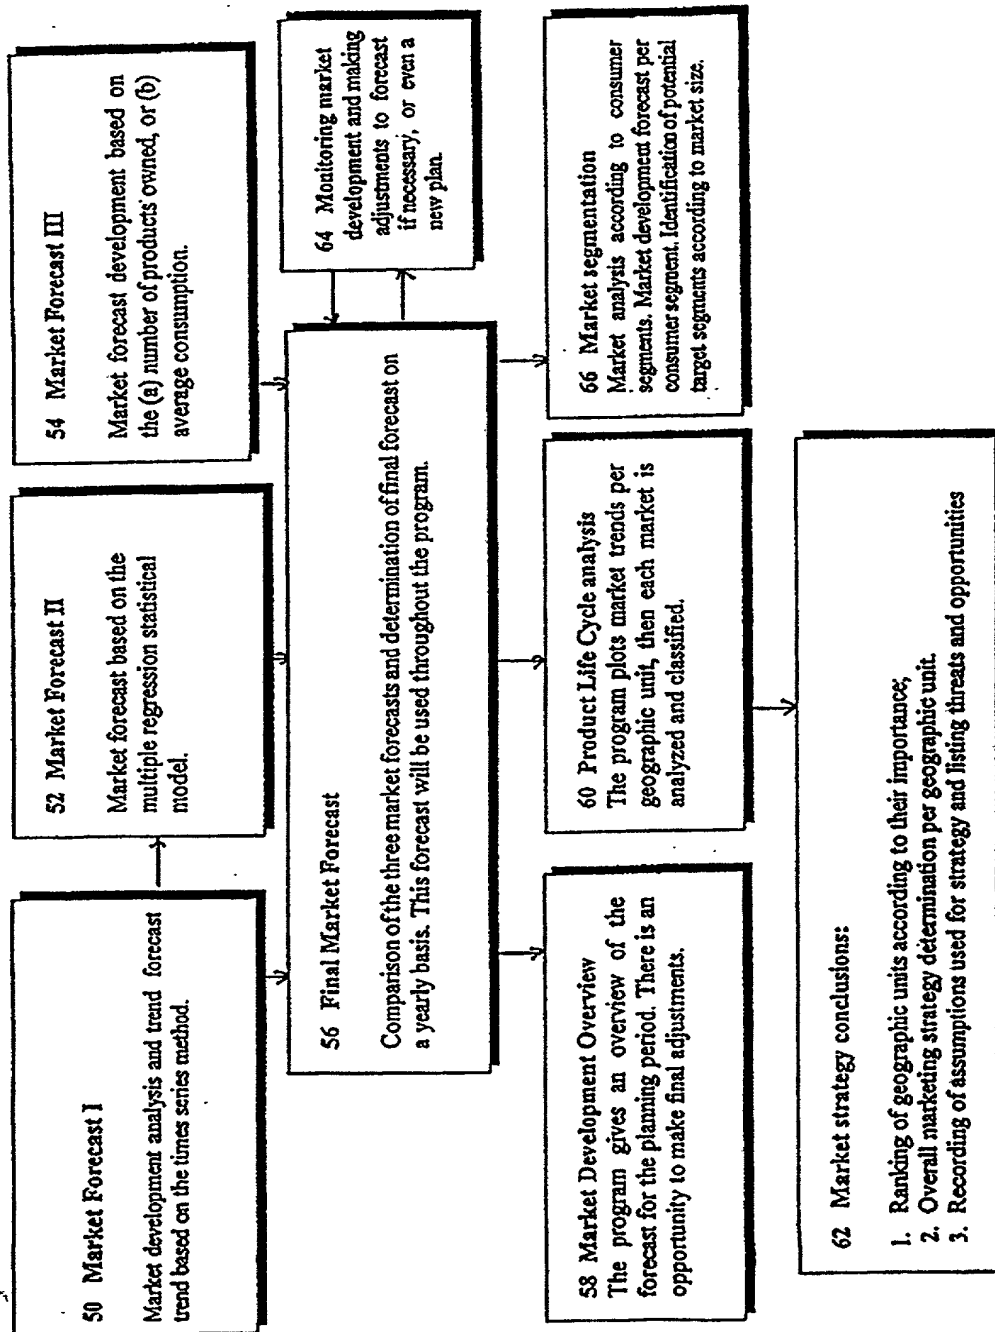 50 Market Forecast I
Market development analysis and trend forecast
trend based on the times series method.
52 Market Forecast II
Market forecast based on the
multiple regression statistical
model.
54 Market Forecast III
Market forecast development based on
the (a) number of products owned, or (b)
average consumption.
56 Final Market Forecast
Comparison of the three market forecasts and determination of final forecast on
a yearly basis. This forecast will be used throughout the program.
64 Monitoring market
development and making
adjustments to forecast
if necessary, or even a
new plan.
58 Market Development Overview
The program gives an overview of the
forecast for the planning period. There is an
opportunity to make final adjustments.
60 Product Life Cycle analysis
The program plots market trends per
geographic unit, then each market is
analyzed and classified.
66 Market segmentation
Market analysis according to consumer
segments. Market development forecast per
consumer segment. Identification of potential
target segments according to market size.
62 Market strategy conclusions:
1. Ranking of geographic units according to their importance;
2. Overall marketing strategy determination per geographic unit.
3. Recording of assumptions used for strategy and listing threats and opportunities